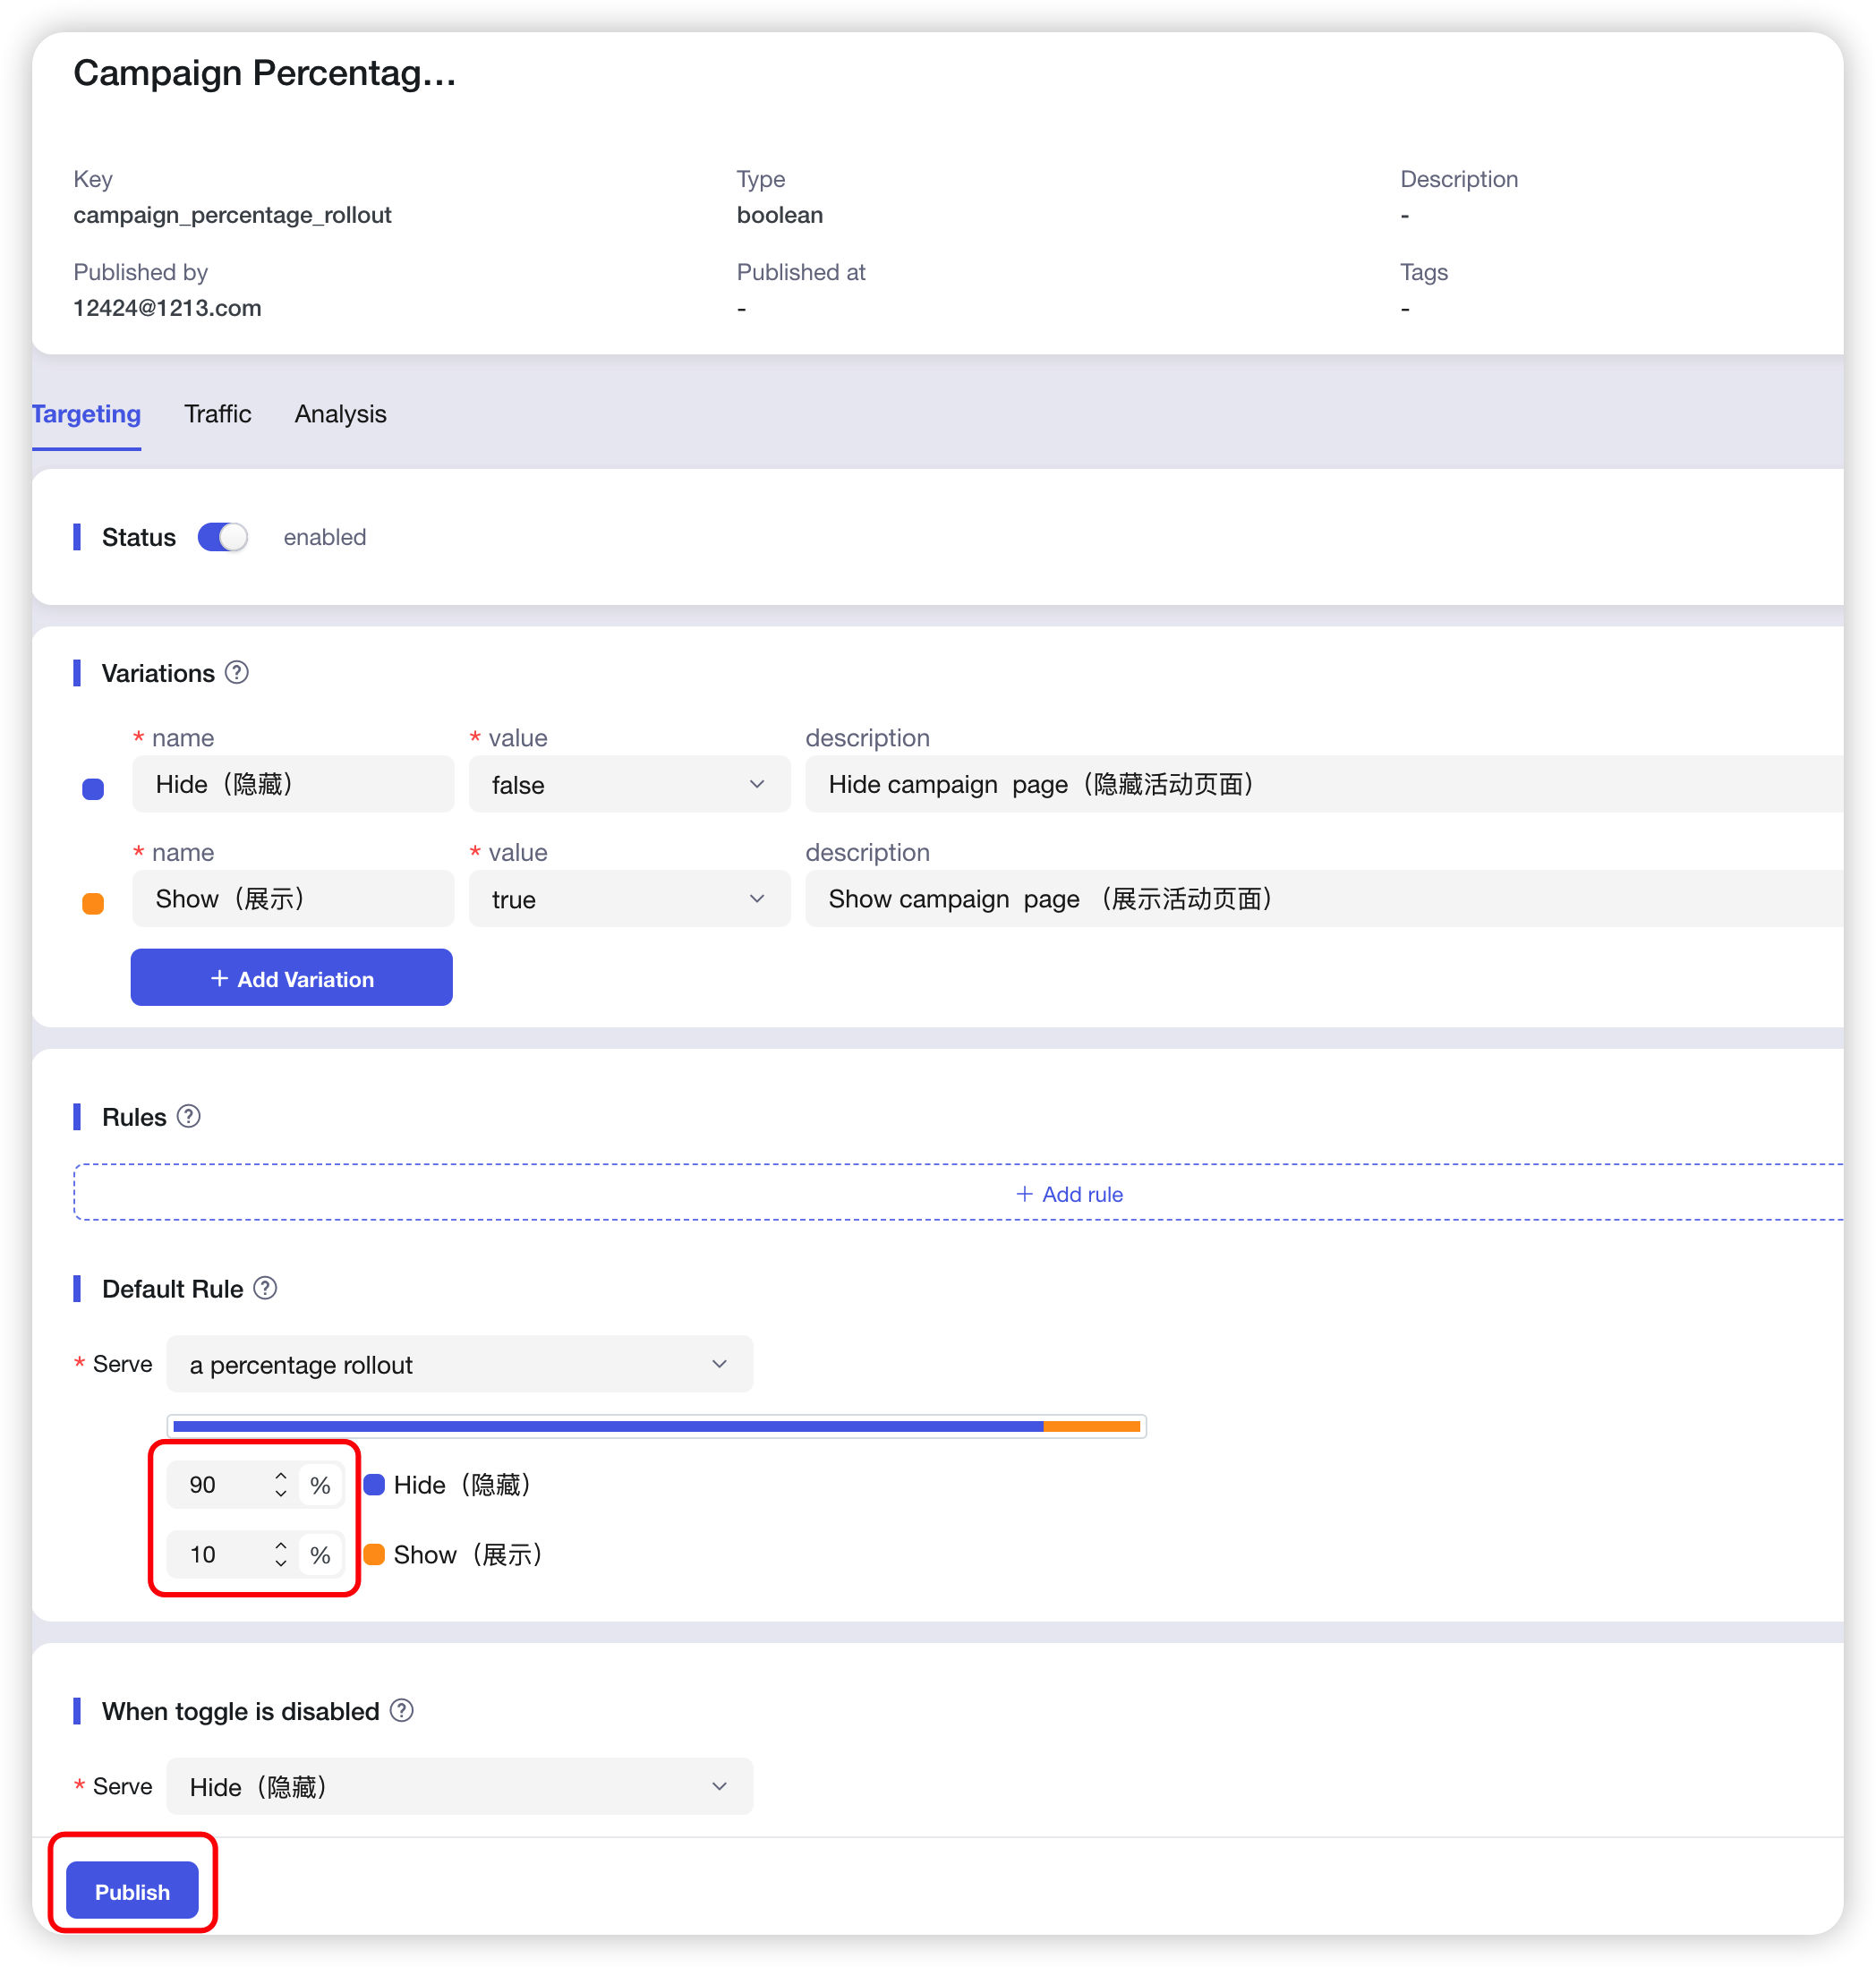 Campaign Percentag...
Key Type Description
campaign_percentage_rollout boolean -
Published by Published at Tags
12424@1213.com - -
Targeting Traffic Analysis
Status enabled
Variations ?
* name * value description
Hide（隐藏） false Hide campaign  page（隐藏活动页面）
* name * value description
Show（展示） true Show campaign  page （展示活动页面）
+ Add Variation
Rules ?
+ Add rule
Default Rule ?
* Serve a percentage rollout
90 % Hide（隐藏）
10 % Show（展示）
When toggle is disabled ?
* Serve Hide（隐藏）
Publish